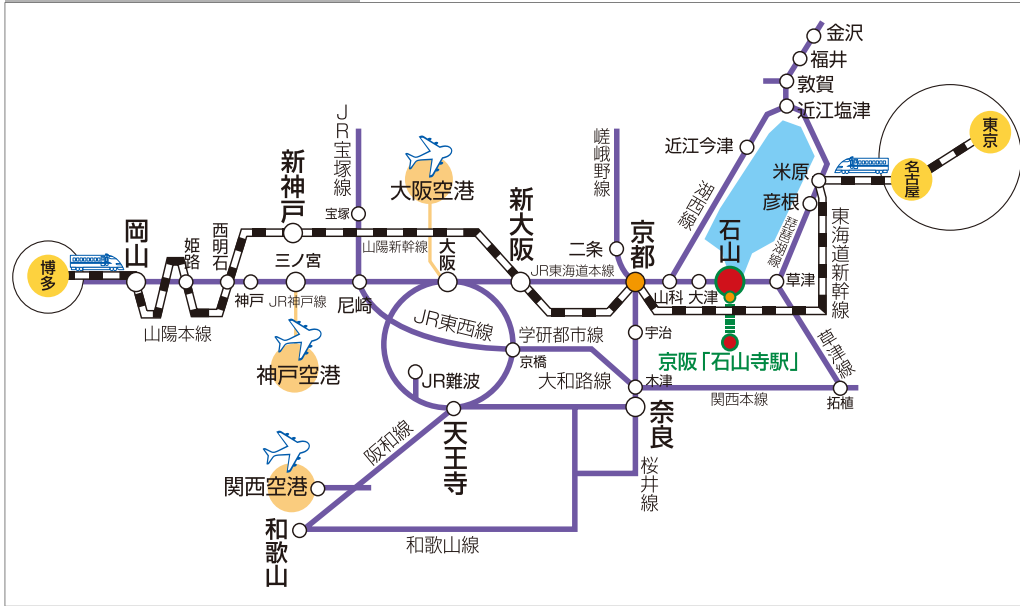 金沢
福井
敦賀
近江塩津
近江今津
湖西線
米原
彦根
琵琶湖線
東海道新幹線
名古屋
東京
JR宝塚線
宝塚
大阪空港
嵯峨野線
新神戸
山陽新幹線
大阪
新大阪
二条
京都
石山
JR東海道本線
博多
岡山
姫路
西明石
神戸
三ノ宮
JR神戸線
尼崎
山科
大津
草津
山陽本線
神戸空港
JR東西線
学研都市線
京橋
宇治
京阪「石山寺駅」
草津線
JR難波
大和路線
木津
関西本線
柘植
奈良
天王寺
阪和線
桜井線
関西空港
和歌山
和歌山線